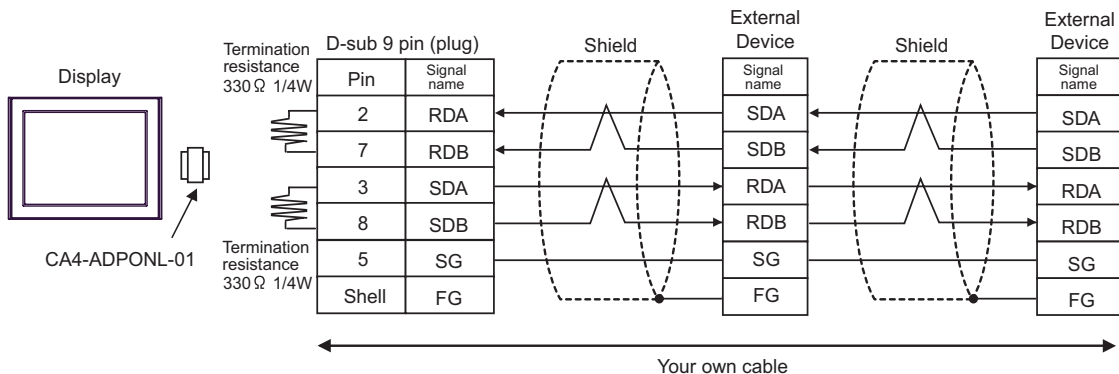 Display
CA4-ADPONL-01
Termination
resistance
330 Ω 1/4W
Termination
resistance
330 Ω 1/4W
D-sub 9 pin (plug)
Pin Signal name
2 RDA
7 RDB
3 SDA
8 SDB
5 SG
Shell FG
Shield
External
Device
Signal
name
SDA
SDB
RDA
RDB
SG
FG
Shield
External
Device
Signal
name
SDA
SDB
RDA
RDB
SG
FG
Your own cable